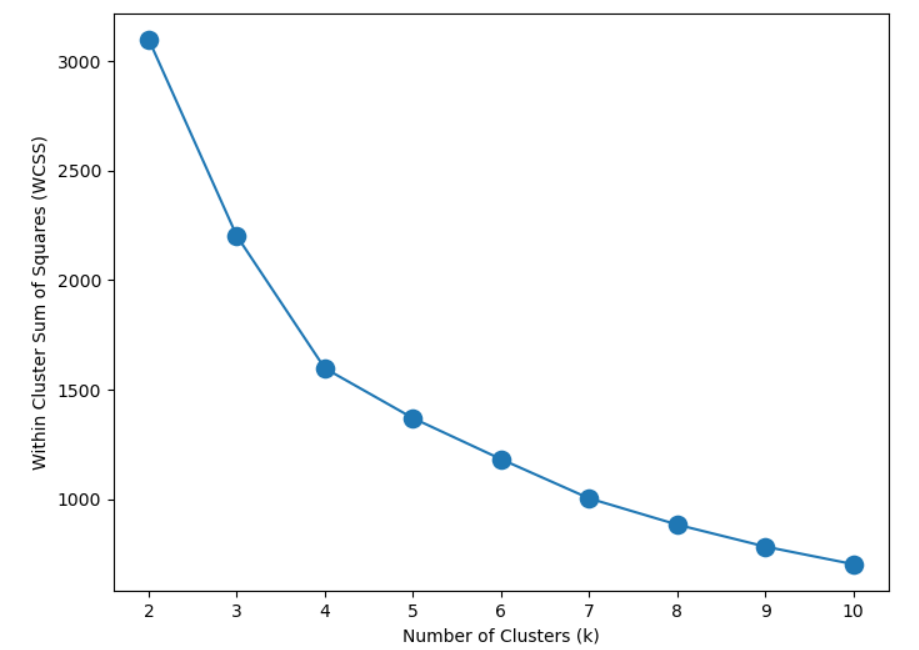 Within Cluster Sum of Squares (WCSS)
3000
2500
2000
1500
1000
2 3 4 5 6 7 8 9 10
Number of Clusters (k)